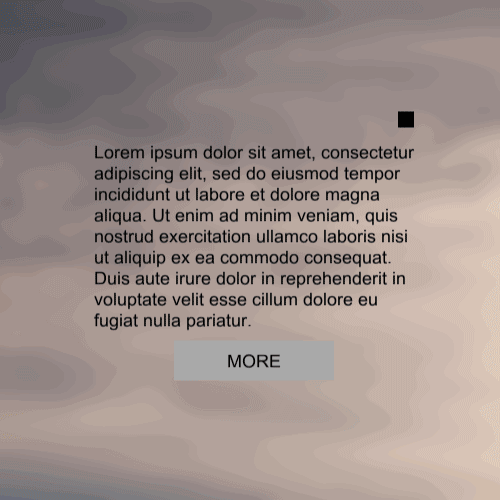 Lorem ipsum dolor sit amet, consectetur
adipiscing elit, sed do eiusmod tempor
incididunt ut labore et dolore magna
aliqua. Ut enim ad minim veniam, quis
nostrud exercitation ullamco laboris nisi
ut aliquip ex ea commodo consequat.
Duis aute irure dolor in reprehenderit in
voluptate velit esse cillum dolore eu
fugiat nulla pariatur.
MORE